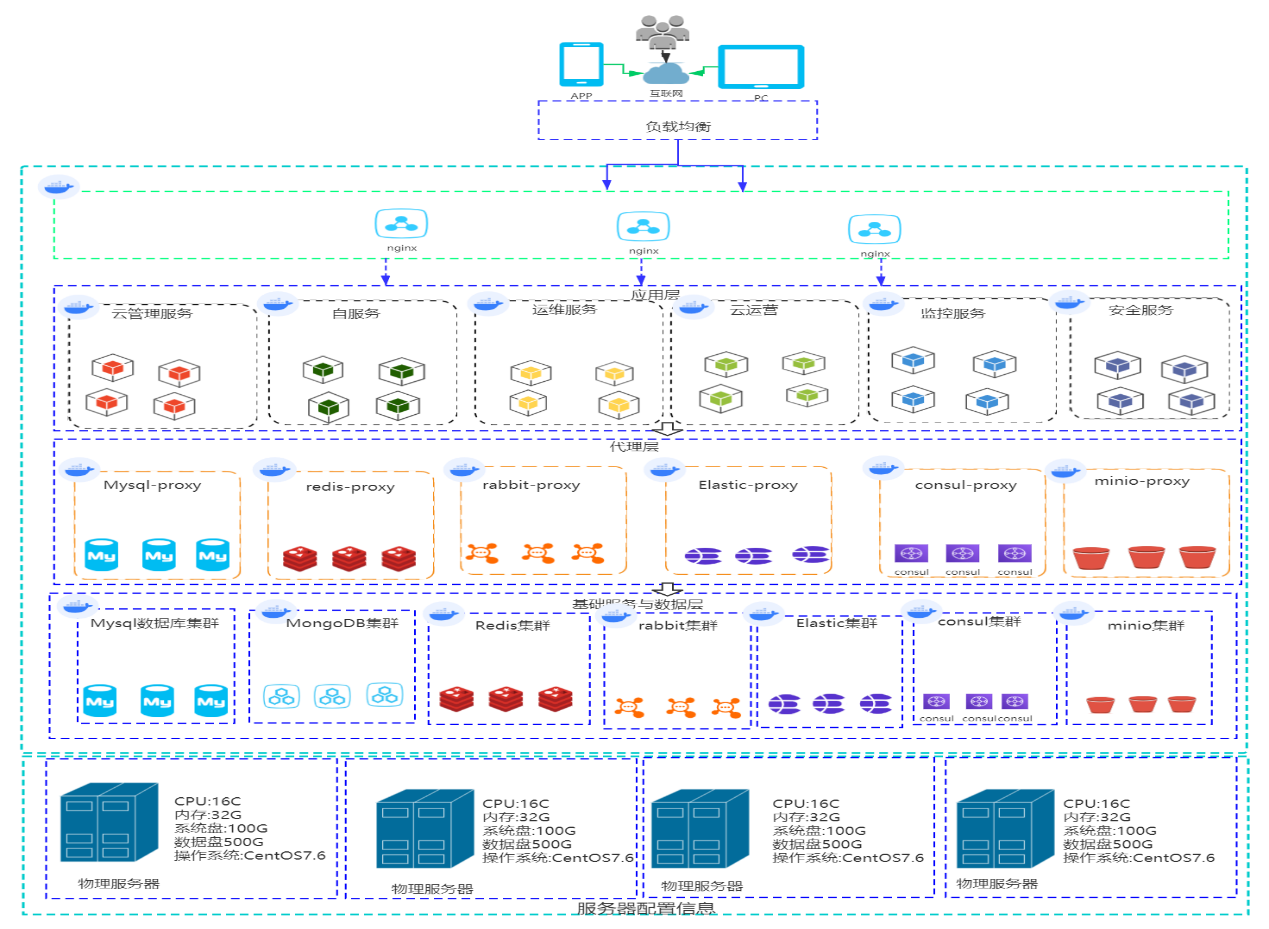 APP
互联网
PC
负载均衡
nginx
nginx
nginx
应用层
云管理服务
自服务
运维服务
云运营
监控服务
安全服务
代理层
Mysql-proxy
redis-proxy
rabbit-proxy
Elastic-proxy
consul-proxy
minio-proxy
My
My
My
consul
consul
consul
基础服务与数据层
Mysql数据库集群
MongoDB集群
Redis集群
rabbit集群
Elastic集群
consul集群
minio集群
My
My
My
consul
consul
consul
CPU:16C
内存:32G
系统盘:100G
数据盘500G
操作系统:CentOS7.6
物理服务器
CPU:16C
内存:32G
系统盘:100G
数据盘500G
操作系统:CentOS7.6
物理服务器
CPU:16C
内存:32G
系统盘:100G
数据盘500G
操作系统:CentOS7.6
物理服务器
CPU:16C
内存:32G
系统盘:100G
数据盘500G
操作系统:CentOS7.6
物理服务器
服务器配置信息